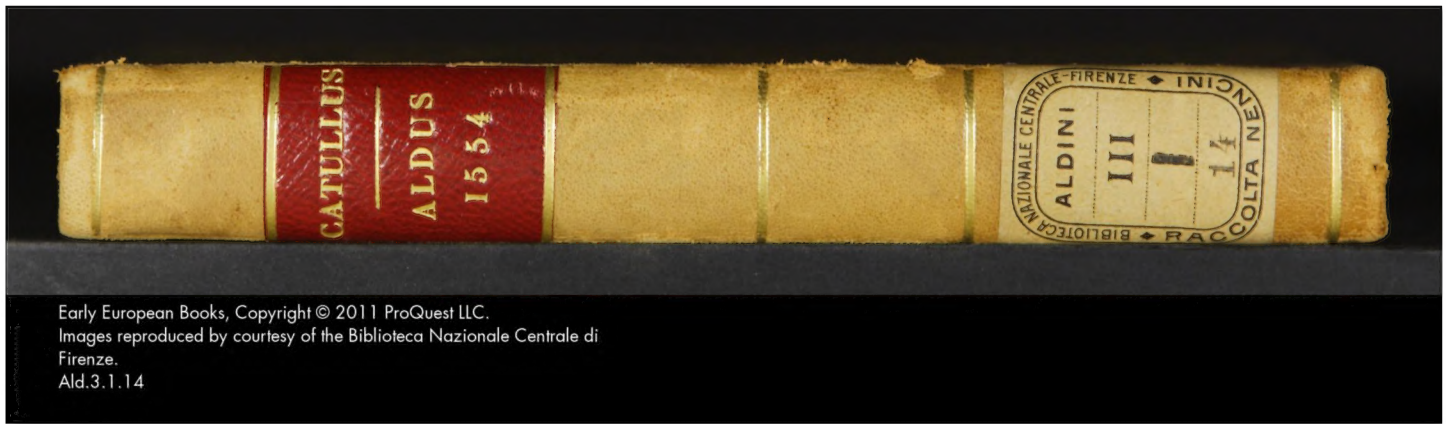 CATULLUS
ALDUS
1554
BIBLIOTECA NAZIONALE CENTRALE-FIRENZE
RACCOLTA NENCINI
ALDINI
III
1
14
Early European Books, Copyright © 2011 ProQuest LLC.
Images reproduced by courtesy of the Biblioteca Nazionale Centrale di
Firenze.
Ald.3.1.14